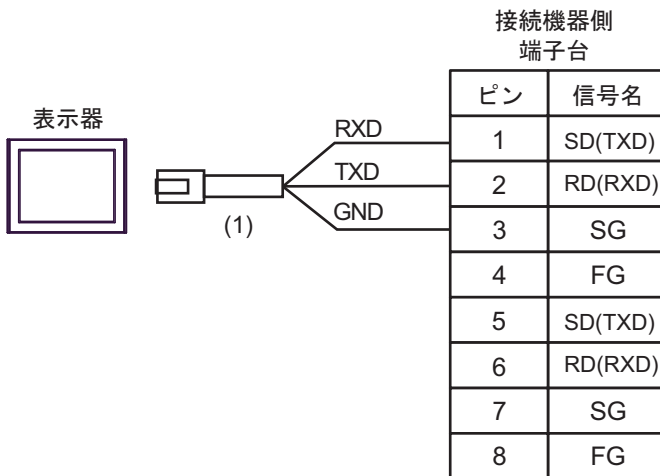 接続機器側
端子台
表示器
(1)
RXD
TXD
GND
ピン 信号名
1 SD(TXD)
2 RD(RXD)
3 SG
4 FG
5 SD(TXD)
6 RD(RXD)
7 SG
8 FG